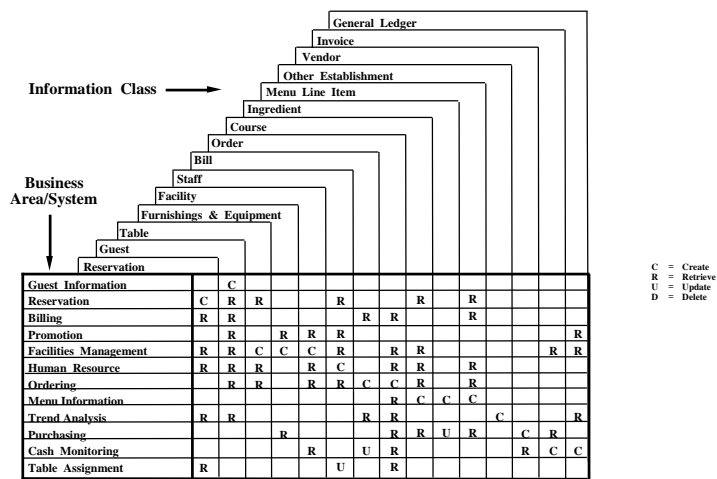 General Ledger
Invoice
Vendor
Other Establishment
Information Class
Menu Line Item
Ingredient
Course
Order
Bill
Staff
Business
Area/System
Facility
Furnishings & Equipment
Table
Guest
Reservation
Guest Information C
Reservation C R R R R R
Billing R R R R R
Promotion R R R R R
Facilities Management R R C C C R R R R R
Human Resource R R R R C R R R
Ordering R R R R C C R R
Menu Information R C C C
Trend Analysis R R R R C R
Purchasing R R R U R C R
Cash Monitoring R U R R C C
Table Assignment R U R
C = Create
R = Retrieve
U = Update
D = Delete